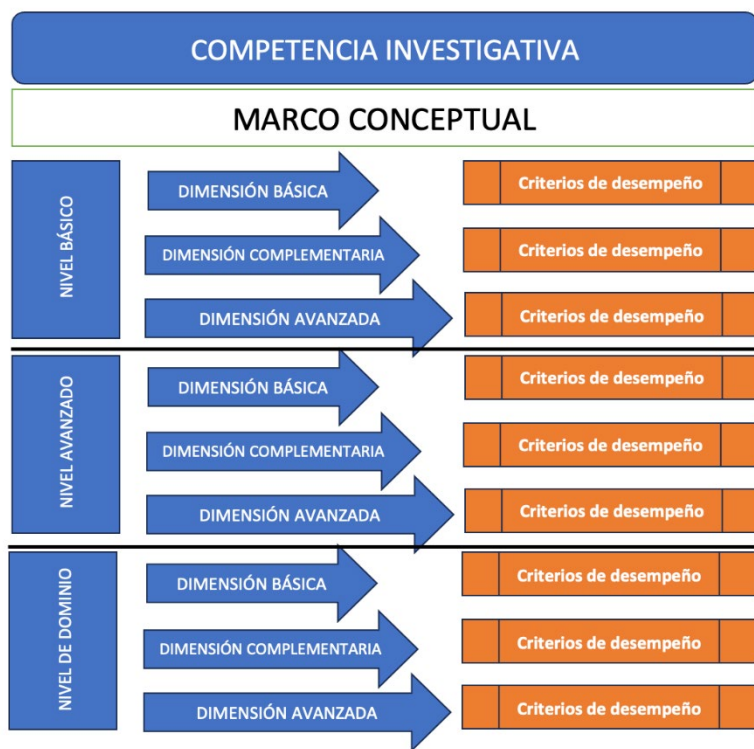 COMPETENCIA INVESTIGATIVA
MARCO CONCEPTUAL
NIVEL BÁSICO
DIMENSIÓN BÁSICA
Criterios de desempeño
DIMENSIÓN COMPLEMENTARIA
Criterios de desempeño
DIMENSIÓN AVANZADA
Criterios de desempeño
NIVEL AVANZADO
DIMENSIÓN BÁSICA
Criterios de desempeño
DIMENSIÓN COMPLEMENTARIA
Criterios de desempeño
DIMENSIÓN AVANZADA
Criterios de desempeño
NIVEL DE DOMINIO
DIMENSIÓN BÁSICA
Criterios de desempeño
DIMENSIÓN COMPLEMENTARIA
Criterios de desempeño
DIMENSIÓN AVANZADA
Criterios de desempeño